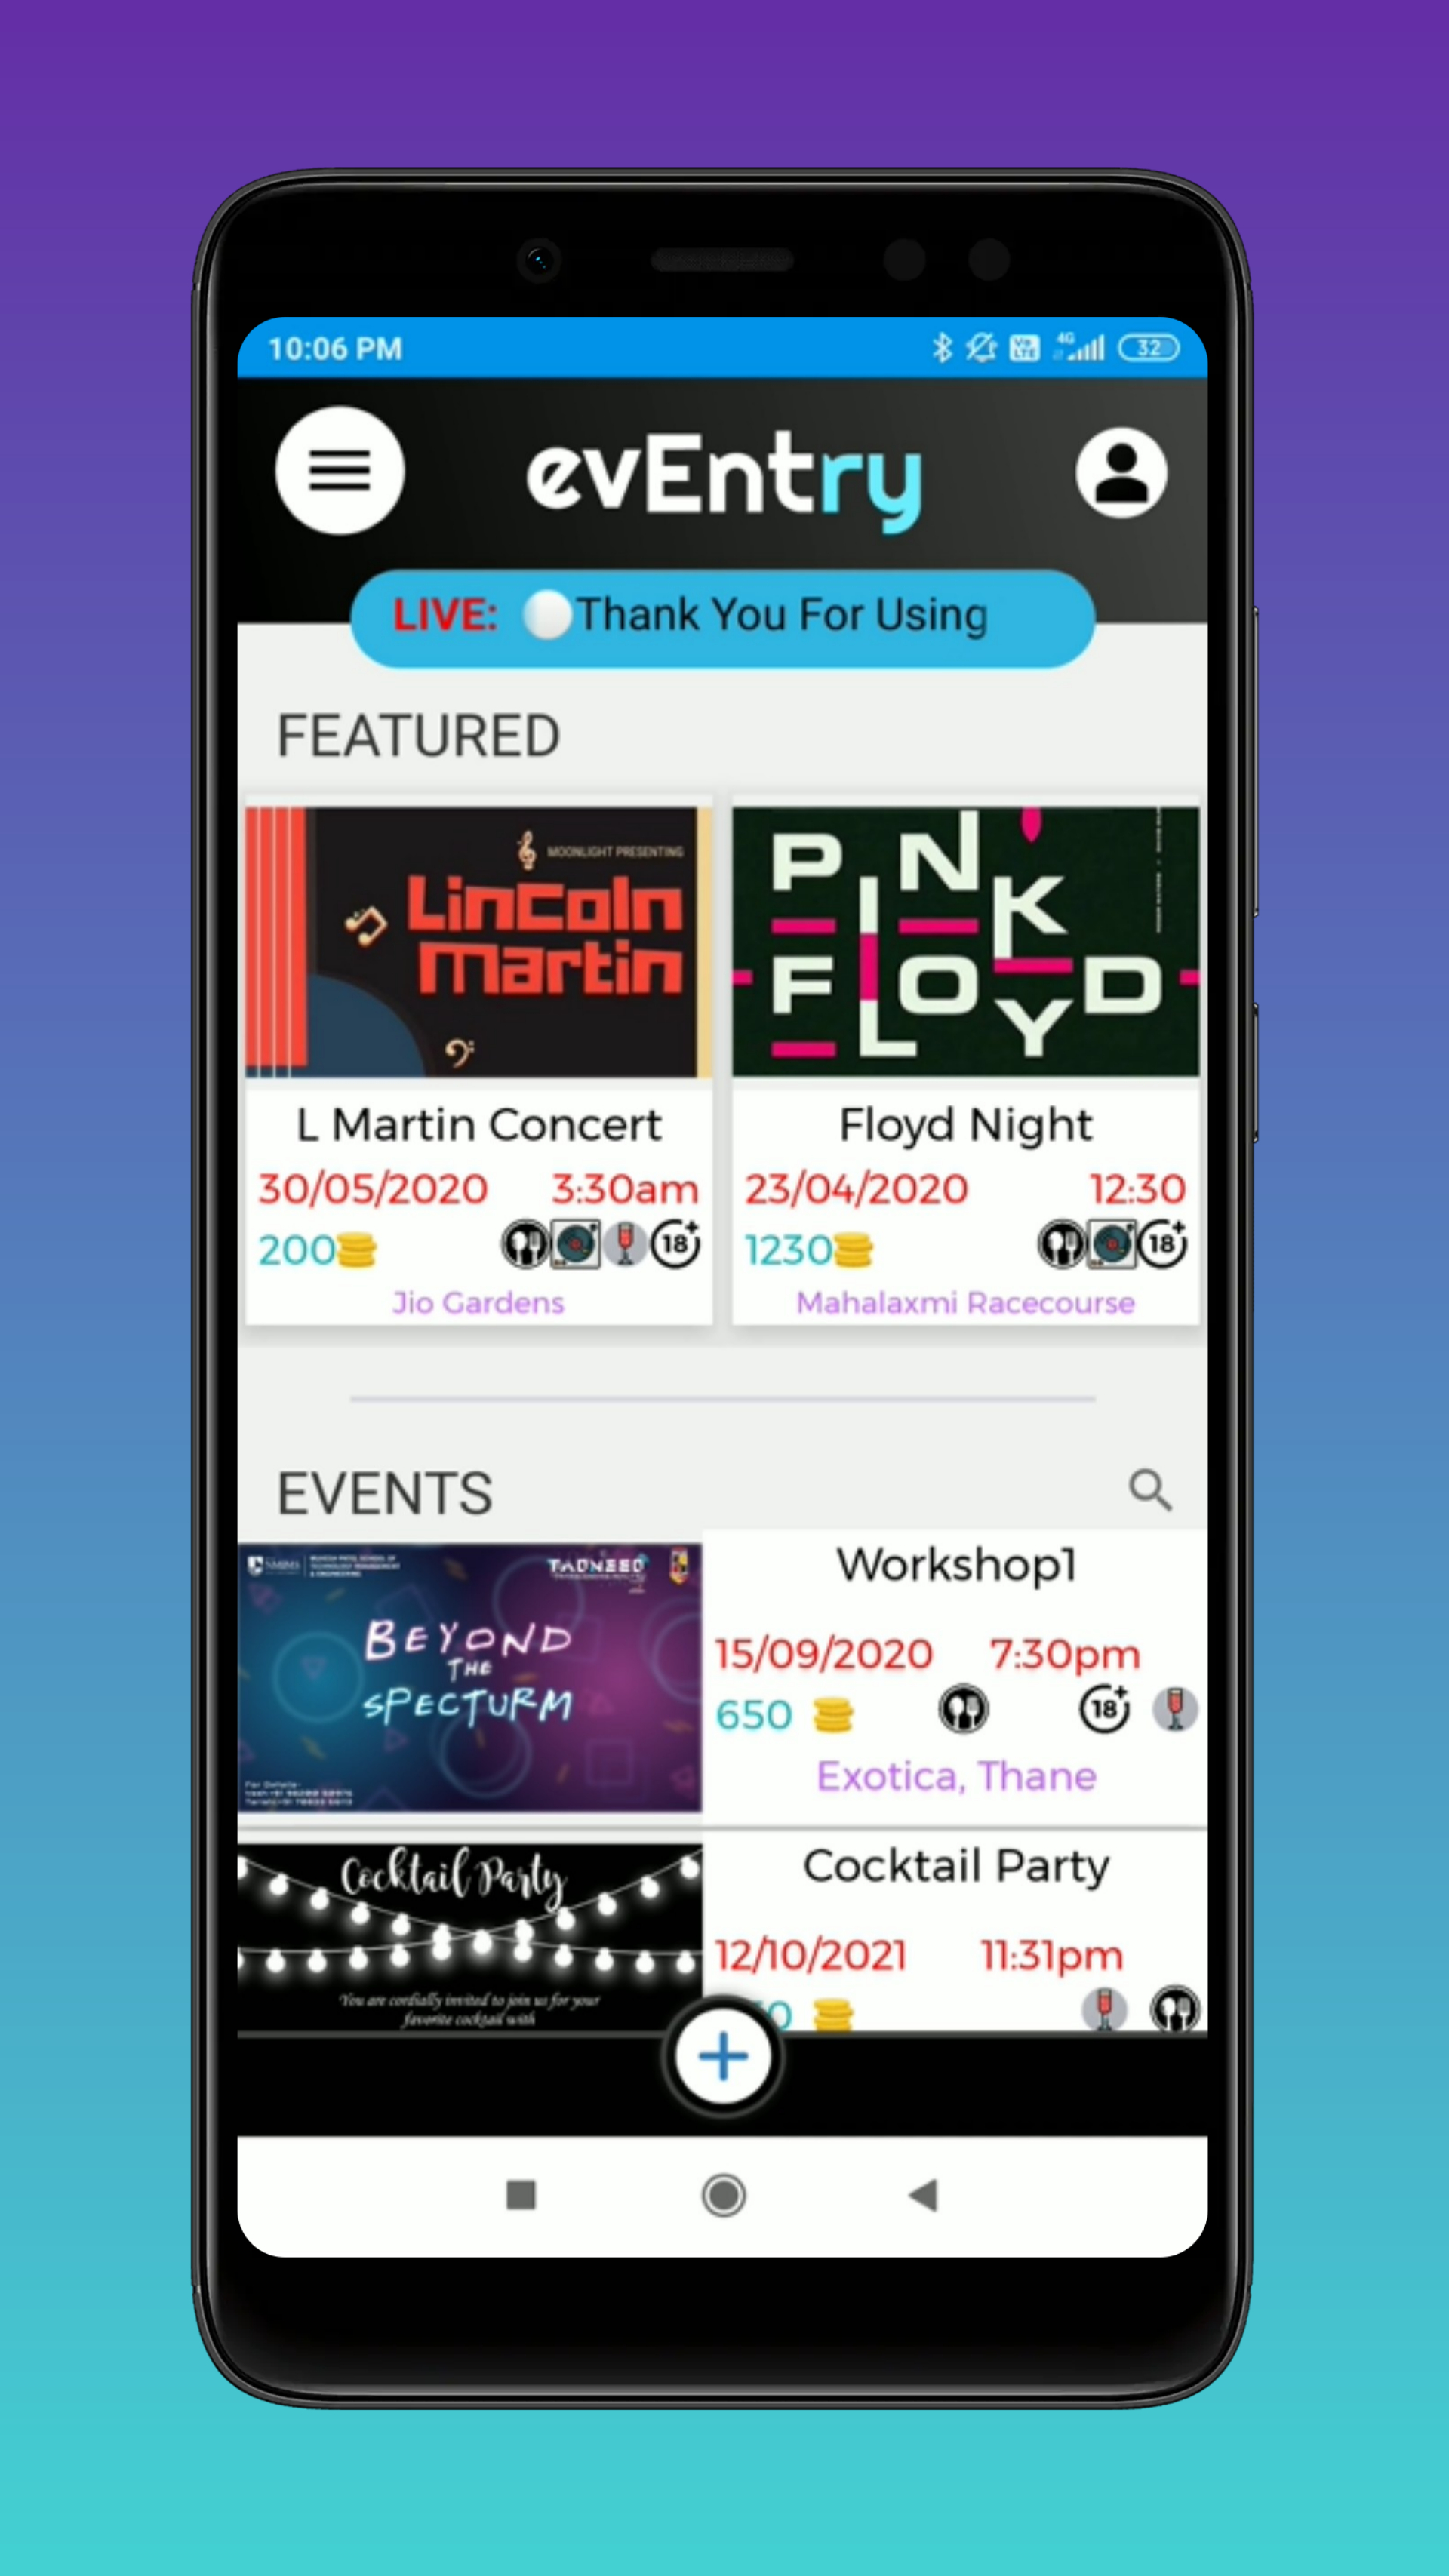 10:06 PM
4G
32
evEntry
LIVE: Thank You For Using
FEATURED
MOONLIGHT PRESENTING
Lincoln
Martin
PINK
FLOYD
L Martin Concert
30/05/2020 3:30am
200
18+
Jio Gardens
Floyd Night
23/04/2020 12:30
1230
18+
Mahalaxmi Racecourse
EVENTS
BEYOND
THE
SPECTURM
Workshop1
15/09/2020 7:30pm
650
18+
Exotica, Thane
Cocktail Party
You are cordially invited to join us for your
favorite cocktail with
Cocktail Party
12/10/2021 11:31pm